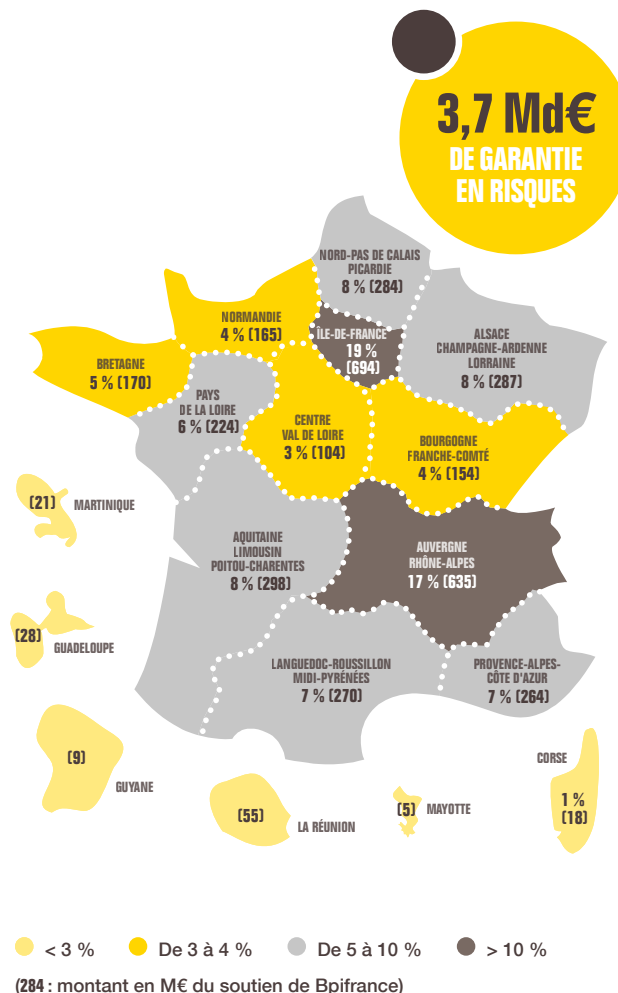 3,7 Md€
DE GARANTIE
EN RISQUES
NORD-PAS DE CALAIS
PICARDIE
8 % (284)
NORMANDIE
4 % (165)
ÎLE-DE-FRANCE
19 %
(694)
ALSACE
CHAMPAGNE-ARDENNE
LORRAINE
8 % (287)
BRETAGNE
5 % (170)
PAYS
DE LA LOIRE
6 % (224)
CENTRE
VAL DE LOIRE
3 % (104)
BOURGOGNE
FRANCHE-COMTÉ
4 % (154)
(21)
MARTINIQUE
AQUITAINE
LIMOUSIN
POITOU-CHARENTES
8 % (298)
AUVERGNE
RHÔNE-ALPES
17 % (635)
(28)
GUADELOUPE
LANGUEDOC-ROUSSILLON
MIDI-PYRÉNÉES
7 % (270)
PROVENCE-ALPES-
CÔTE D'AZUR
7 % (264)
(9)
GUYANE
(55)
LA RÉUNION
(5)
MAYOTTE
CORSE
1 %
(18)
< 3 %
De 3 à 4 %
De 5 à 10 %
> 10 %
(284 : montant en M€ du soutien de Bpifrance)